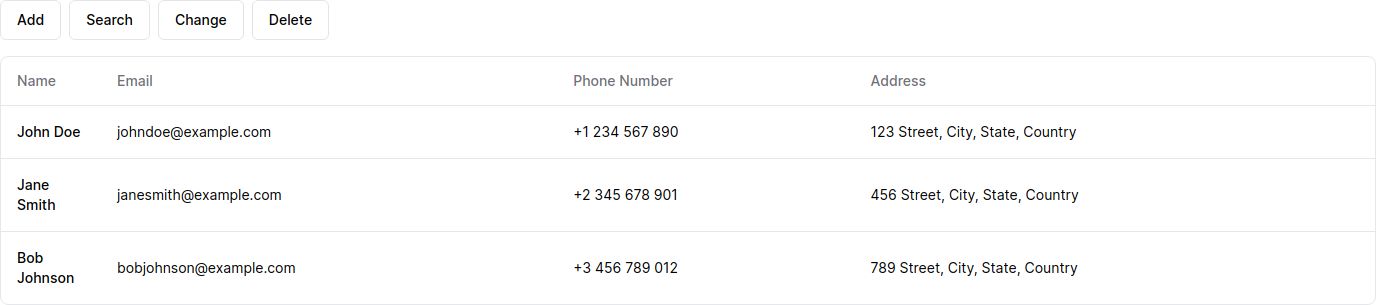 Add Search Change Delete
Name Email Phone Number Address
John Doe johndoe@example.com +1 234 567 890 123 Street, City, State, Country
Jane
Smith janesmith@example.com +2 345 678 901 456 Street, City, State, Country
Bob
Johnson bobjohnson@example.com +3 456 789 012 789 Street, City, State, Country